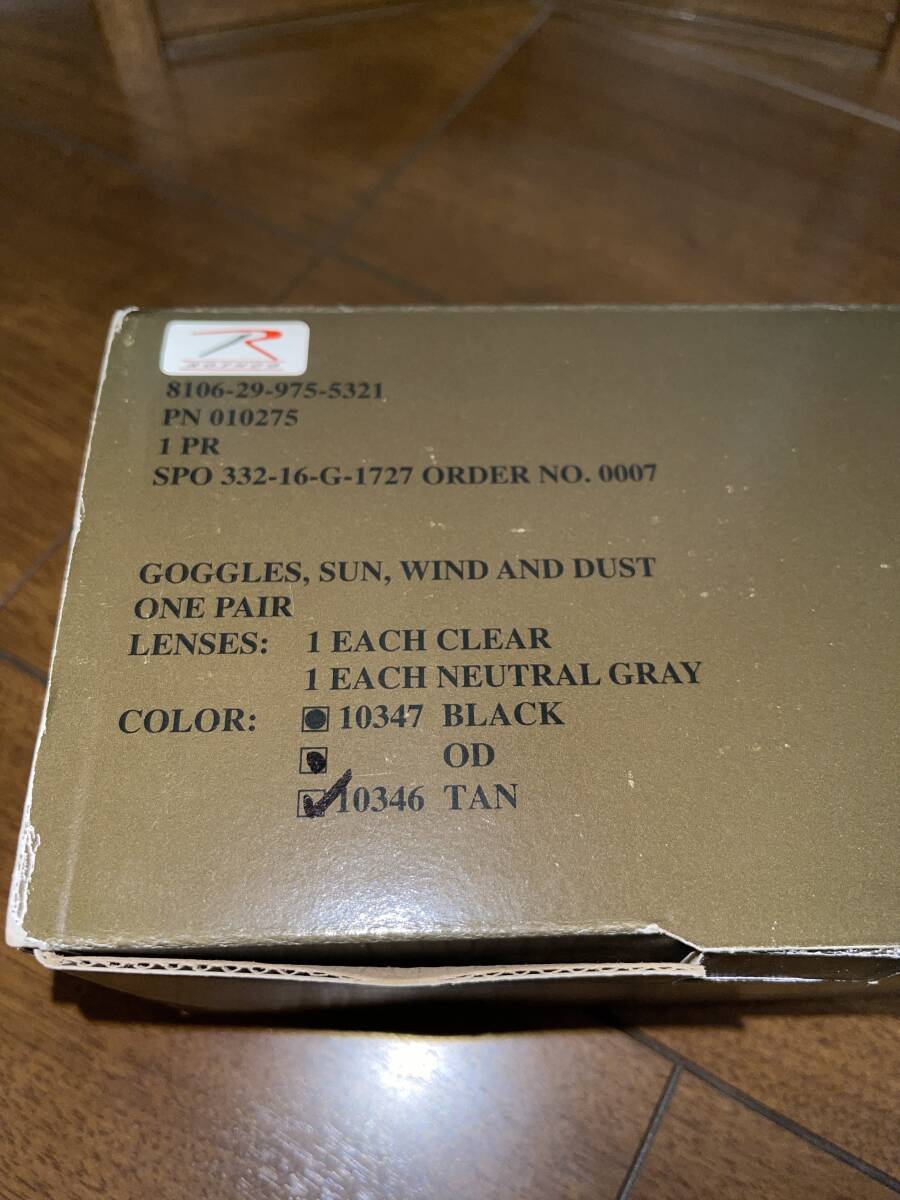 ROTHCO
8106-29-975-5321
PN 010275
1 PR
SPO 332-16-G-1727 ORDER NO. 0007
GOGGLES, SUN, WIND AND DUST
ONE PAIR
LENSES: 1 EACH CLEAR
1 EACH NEUTRAL GRAY
COLOR: 10347 BLACK
OD
10346 TAN